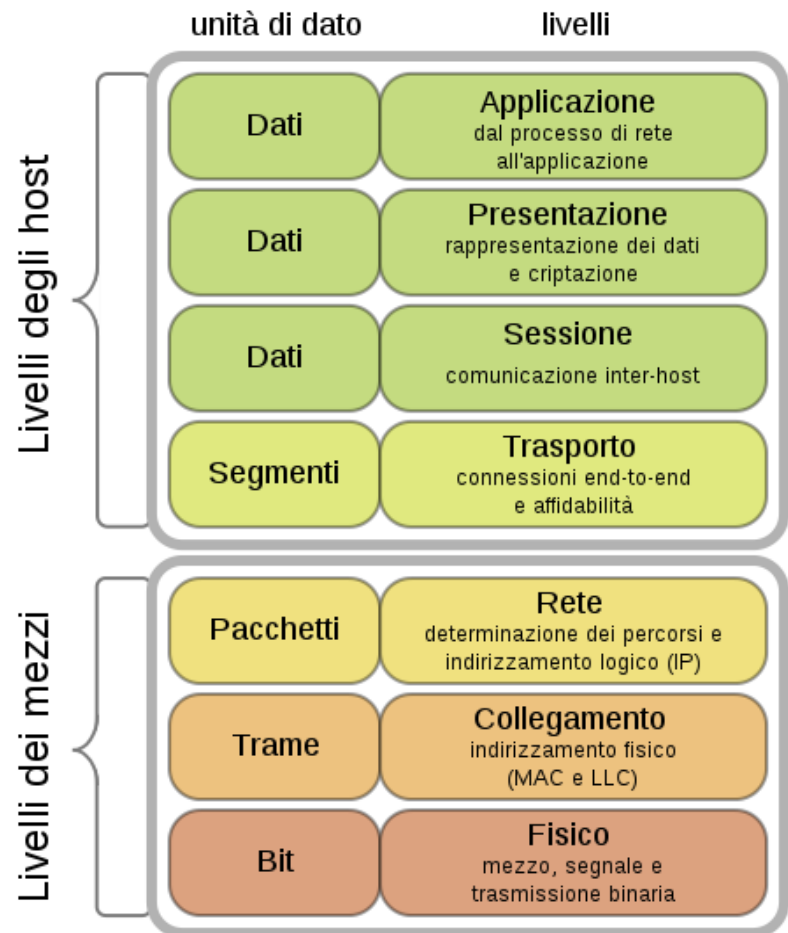 unità di dato
livelli
Livelli degli host
Dati
Applicazione
dal processo di rete
all'applicazione
Dati
Presentazione
rappresentazione dei dati
e criptazione
Dati
Sessione
comunicazione inter-host
Segmenti
Trasporto
connessioni end-to-end
e affidabilità
Livelli dei mezzi
Pacchetti
Rete
determinazione dei percorsi e
indirizzamento logico (IP)
Trame
Collegamento
indirizzamento fisico
(MAC e LLC)
Bit
Fisico
mezzo, segnale e
trasmissione binaria